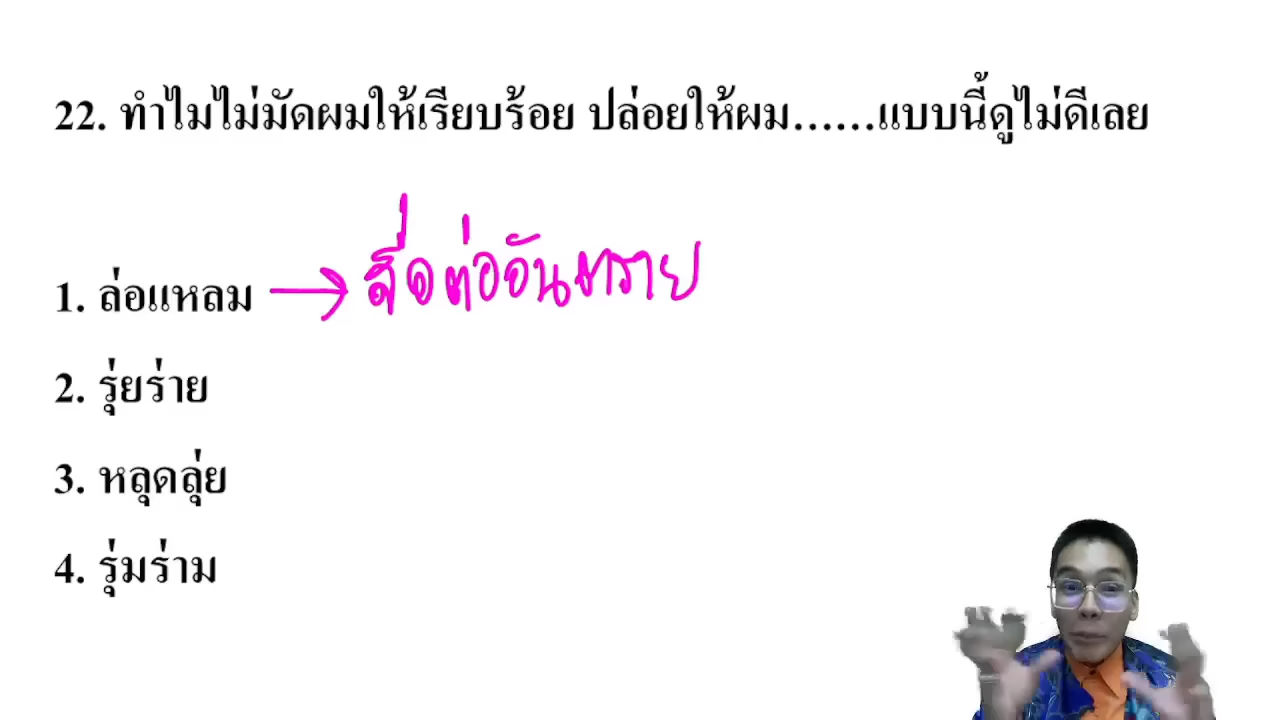 22. ทำไมไม่มัดผมให้เรียบร้อย ปล่อยให้ผม......แบบนี้ดูไม่ดีเลย
1. ล่อแหลม → สื่อต่ออันตราย
2. รุ่ยร่าย
3. หลุดลุ่ย
4. รุ่มร่าม